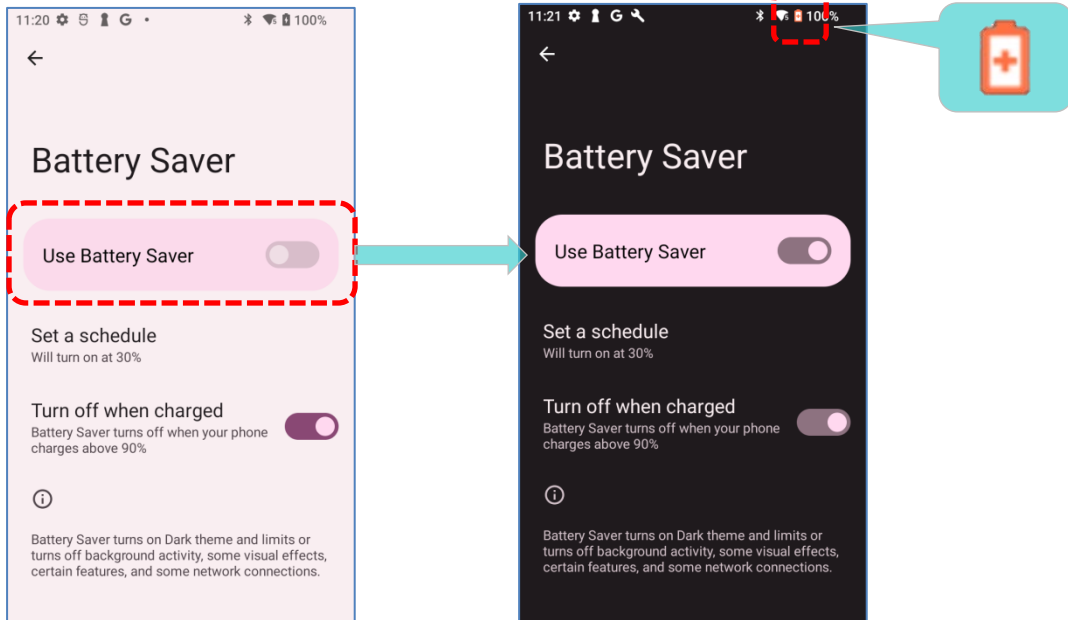 11:20 G 100%
Battery Saver
Use Battery Saver
Set a schedule
Will turn on at 30%
Turn off when charged
Battery Saver turns off when your phone
charges above 90%
Battery Saver turns on Dark theme and limits or
turns off background activity, some visual effects,
certain features, and some network connections.
11:21 G 100%
Battery Saver
Use Battery Saver
Set a schedule
Will turn on at 30%
Turn off when charged
Battery Saver turns off when your phone
charges above 90%
Battery Saver turns on Dark theme and limits or
turns off background activity, some visual effects,
certain features, and some network connections.